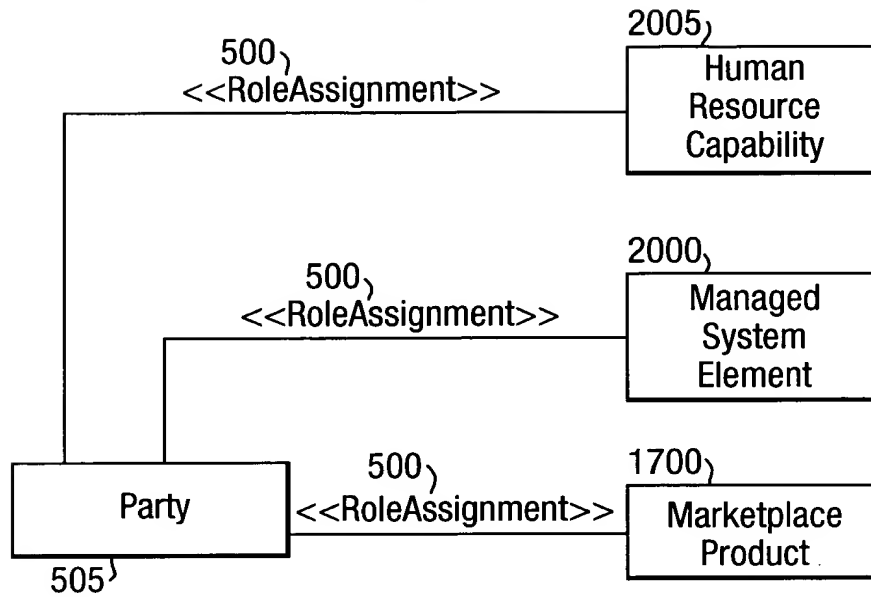 500
<<RoleAssignment>>
2005
Human
Resource
Capability
500
<<RoleAssignment>>
2000
Managed
System
Element
Party
505
500
<<RoleAssignment>>
1700
Marketplace
Product